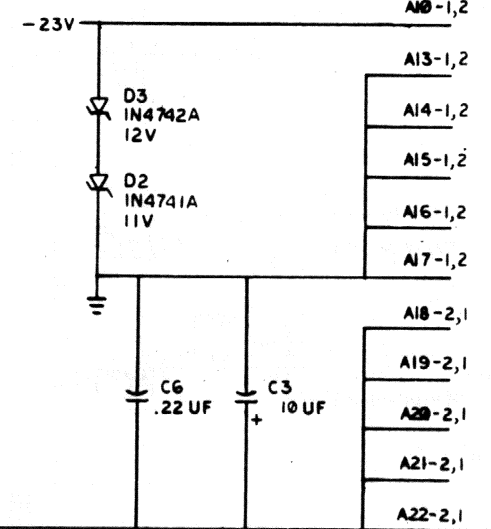 A10-1,2
-23V
A13-1,2
D3
1N4742A
12V
A14-1,2
A15-1,2
D2
1N4741A
11V
A16-1,2
A17-1,2
A18-2,1
A19-2,1
C6
.22 UF
C3
10 UF
+
A20-2,1
A21-2,1
A22-2,1